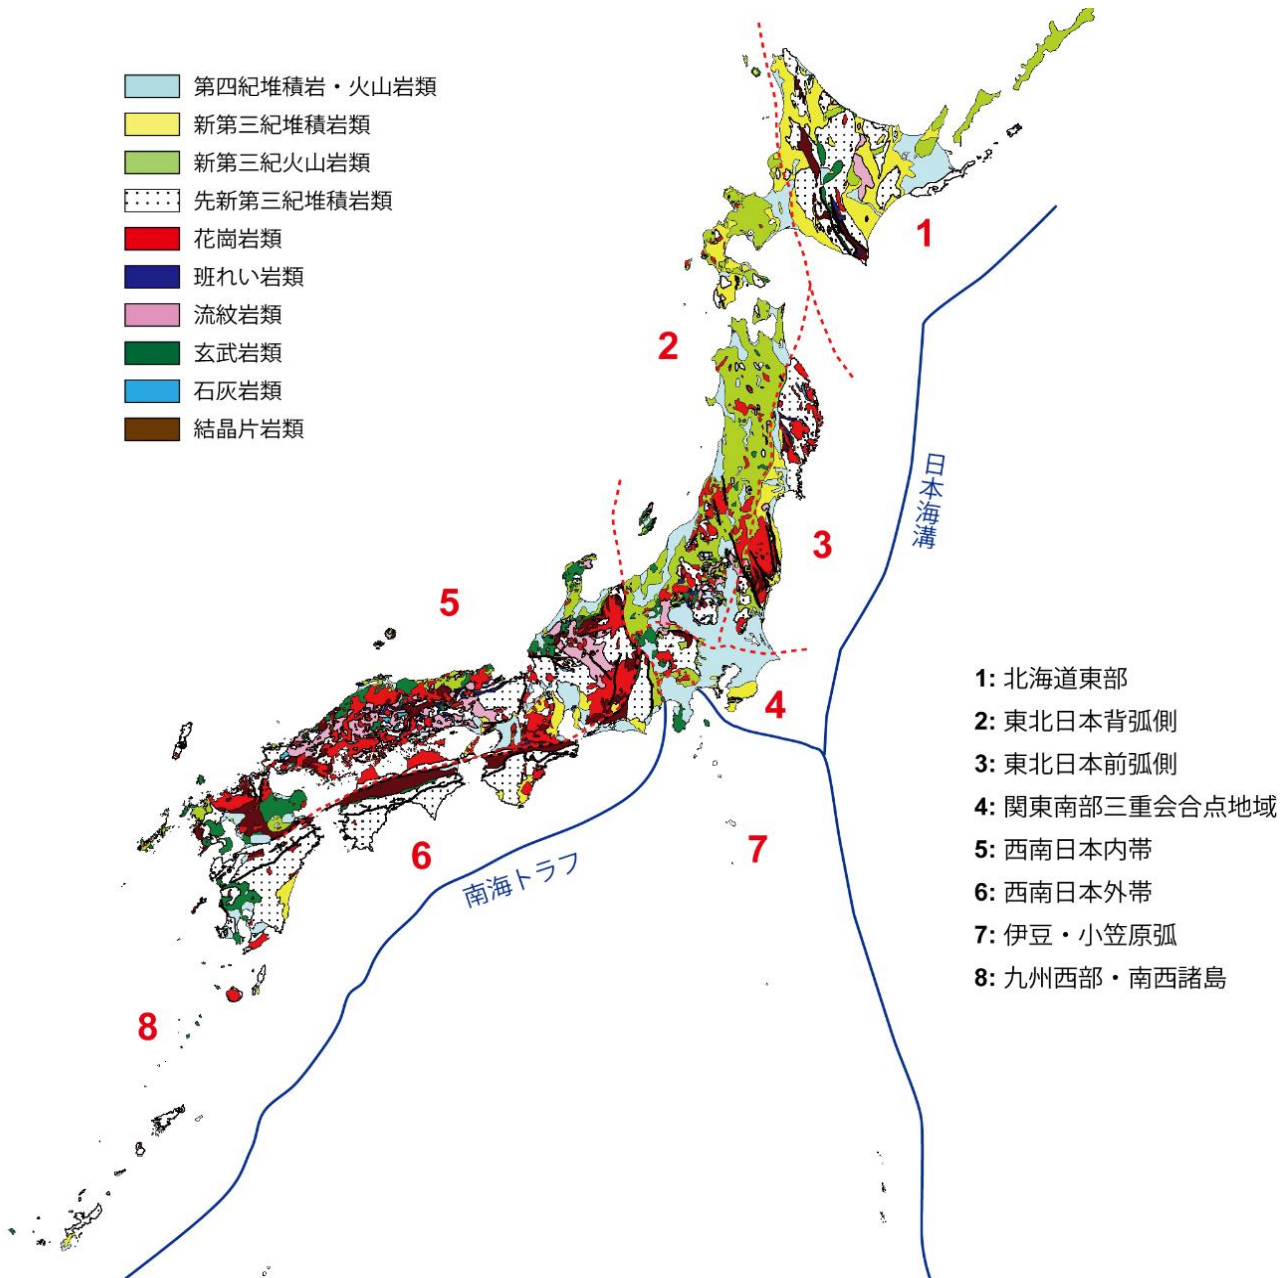 第四紀堆積岩・火山岩類
新第三紀堆積岩類
新第三紀火山岩類
先新第三紀堆積岩類
花崗岩類
班れい岩類
流紋岩類
玄武岩類
石灰岩類
結晶片岩類
1
2
3
日本海溝
5
4
6
7
南海トラフ
8
1: 北海道東部
2: 東北日本背弧側
3: 東北日本前弧側
4: 関東南部三重会合点地域
5: 西南日本内帯
6: 西南日本外帯
7: 伊豆・小笠原弧
8: 九州西部・南西諸島